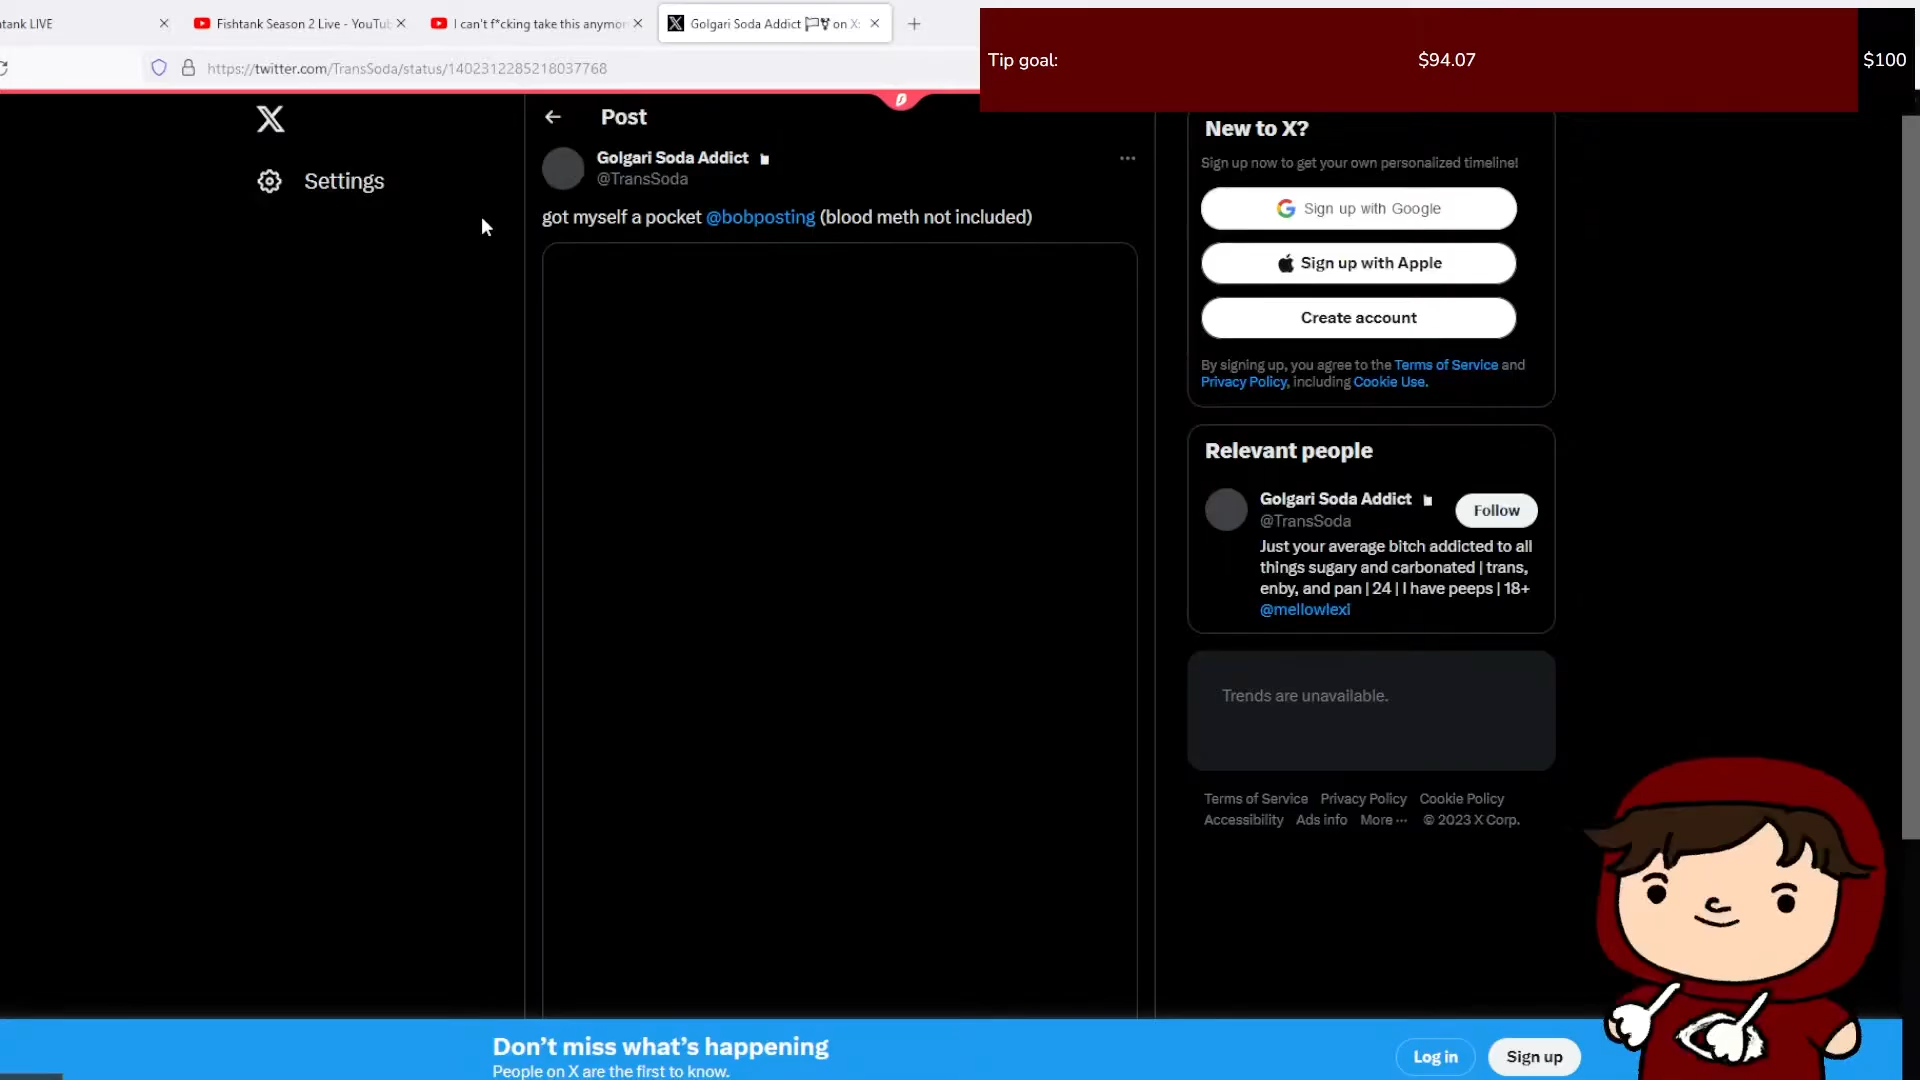 ntank LIVE
Fishtank Season 2 Live - YouTub
I can't f*cking take this anymor
Golgari Soda Addict on X:
https://twitter.com/TransSoda/status/1402312285218037768
Tip goal:
$94.07
$100
Settings
Post
Golgari Soda Addict
@TransSoda
got myself a pocket @bobposting (blood meth not included)
New to X?
Sign up now to get your own personalized timeline!
Sign up with Google
Sign up with Apple
Create account
By signing up, you agree to the Terms of Service and
Privacy Policy, including Cookie Use.
Relevant people
Golgari Soda Addict
@TransSoda
Follow
Just your average bitch addicted to all
things sugary and carbonated | trans,
enby, and pan | 24 | I have peeps | 18+
@mellowlexi
Trends are unavailable.
Terms of Service Privacy Policy Cookie Policy
Accessibility Ads info More ··· © 2023 X Corp.
Don’t miss what’s happening
People on X are the first to know.
Log in
Sign up